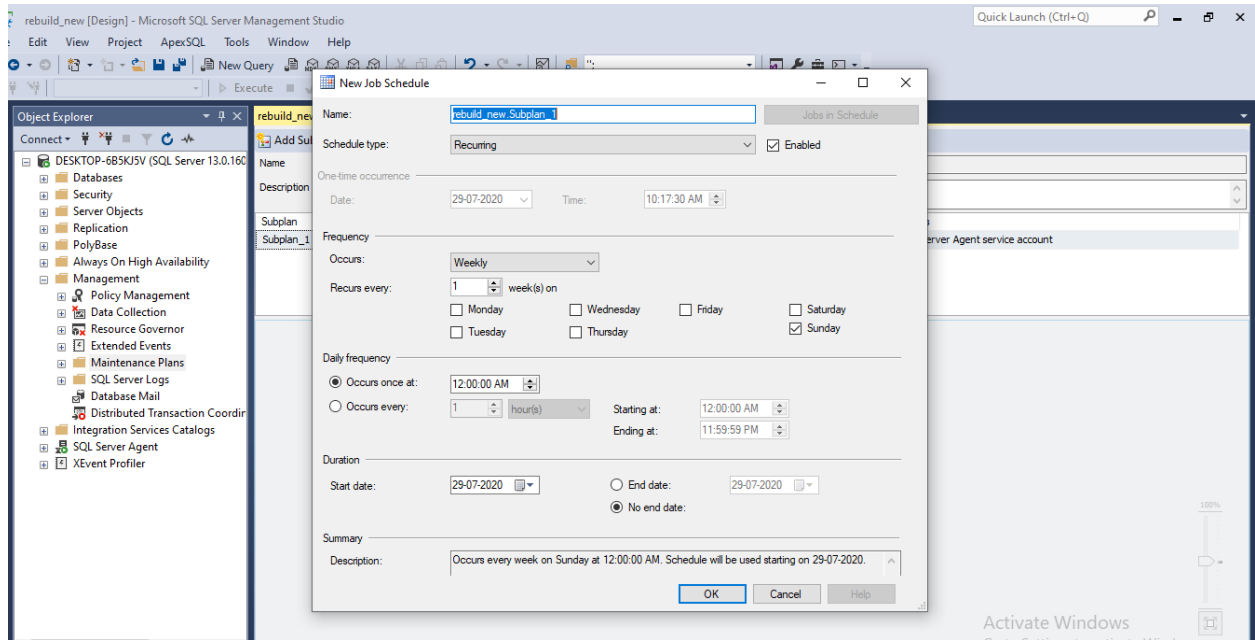 rebuild_new [Design] - Microsoft SQL Server Management Studio
Quick Launch (Ctrl+Q)
Edit View Project ApexSQL Tools Window Help
New Query
Execute
Object Explorer
Connect
DESKTOP-6B5KJ5V (SQL Server 13.0.160
Databases
Security
Server Objects
Replication
PolyBase
Always On High Availability
Management
Policy Management
Data Collection
Resource Governor
Extended Events
Maintenance Plans
SQL Server Logs
Database Mail
Distributed Transaction Coordin
Integration Services Catalogs
SQL Server Agent
XEvent Profiler
rebuild_new
Add Sul
Name
Description
Subplan
Subplan_1
erver Agent service account
New Job Schedule
Name: rebuild_new.Subplan_1 Jobs in Schedule
Schedule type: Recurring Enabled
One-time occurrence
Date: 29-07-2020 Time: 10:17:30 AM
Frequency
Occurs: Weekly
Recurs every: 1 week(s) on
Monday Wednesday Friday Saturday
Tuesday Thursday Sunday
Daily frequency
Occurs once at: 12:00:00 AM
Occurs every: 1 hour(s) Starting at: 12:00:00 AM
Ending at: 11:59:59 PM
Duration
Start date: 29-07-2020 End date: 29-07-2020
No end date:
Summary
Description: Occurs every week on Sunday at 12:00:00 AM. Schedule will be used starting on 29-07-2020.
OK Cancel Help
100%
Activate Windows